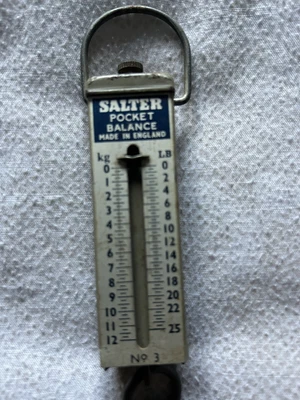 SALTER
POCKET
BALANCE
MADE IN ENGLAND
kg LB
0 0
1 2
2 4
3 6
4 8
5 10
6 12
7 14
8 16
9 18
10 20
11 22
12 25
Nº 3